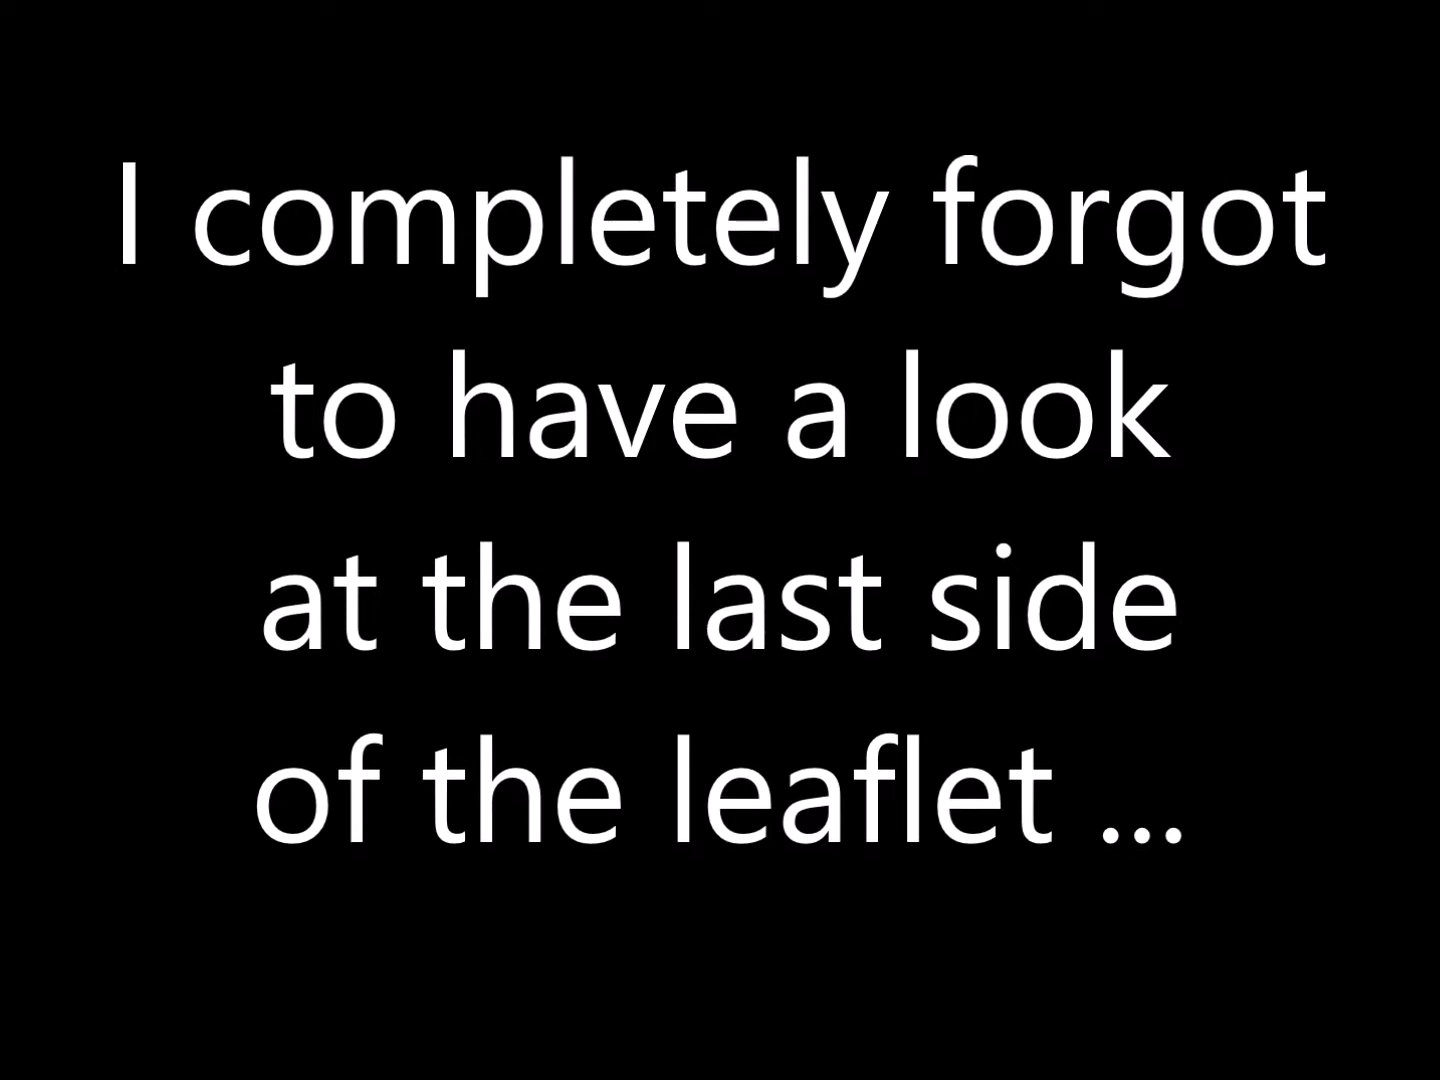 I completely forgot
to have a look
at the last side
of the leaflet ...